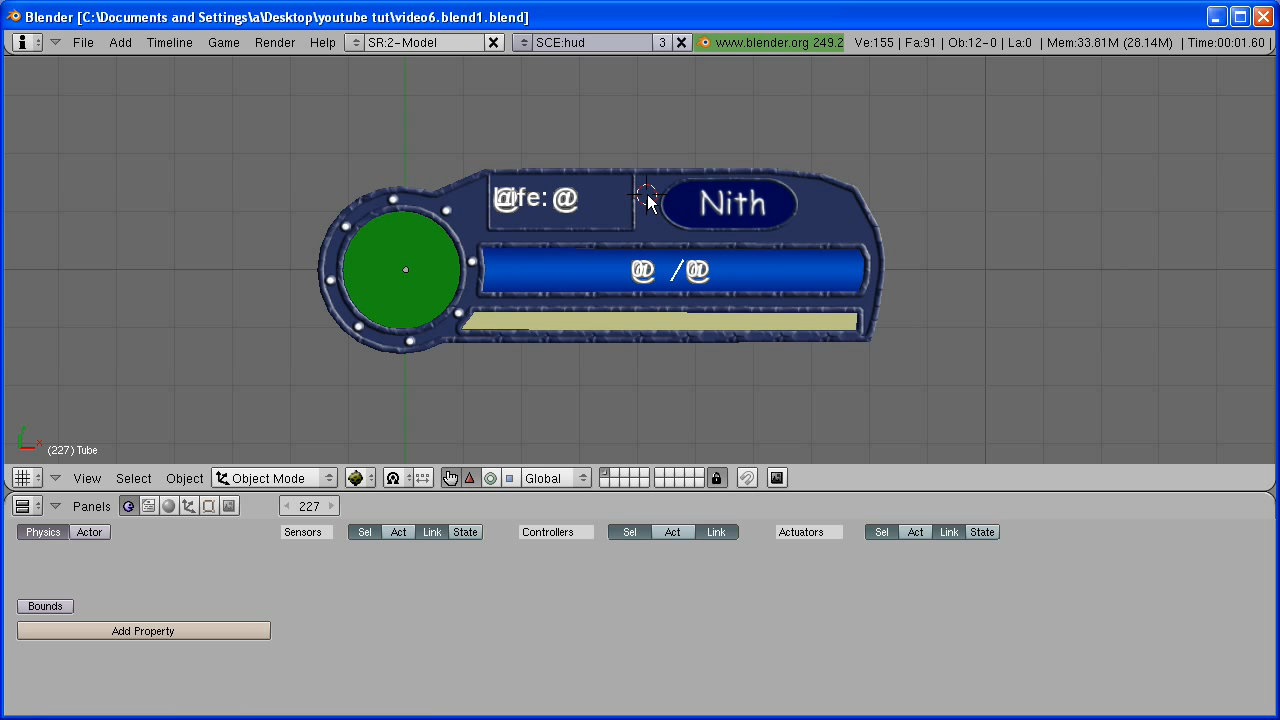 Blender [C:\Documents and Settings\a\Desktop\youtube tut\video6.blend1.blend]
File Add Timeline Game Render Help SR:2-Model SCE:hud 3 www.blender.org 249.2 Ve:155 | Fa:91 | Ob:12-0 | La:0 | Mem:33.81M (28.14M) | Time:00:01.60 |
Life: @ Nith
@ /@
(227) Tube
View Select Object Object Mode Global
Panels 227
Physics Actor Sensors Sel Act Link State Controllers Sel Act Link Actuators Sel Act Link State
Bounds
Add Property